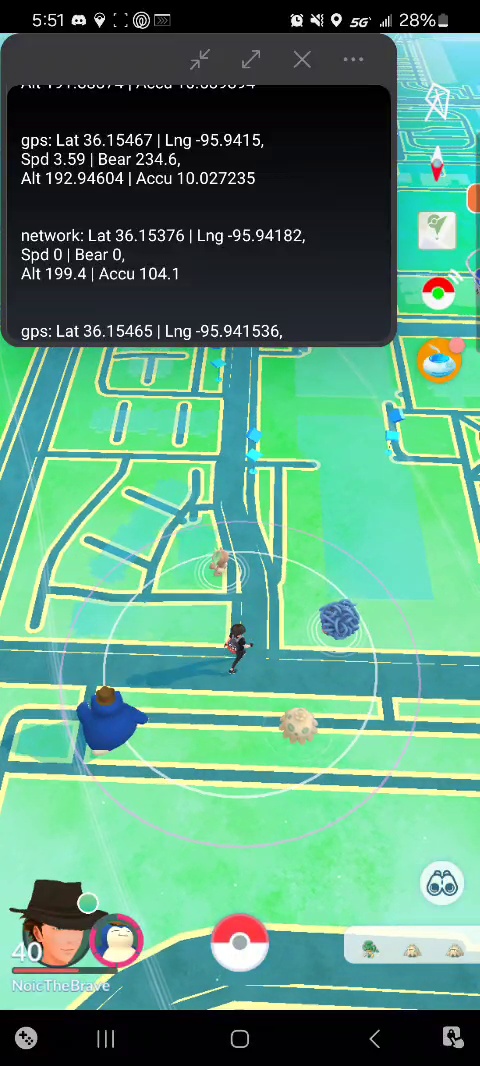 5:51
5G
28%
gps: Lat 36.15467 | Lng -95.9415,
Spd 3.59 | Bear 234.6,
Alt 192.94604 | Accu 10.027235
network: Lat 36.15376 | Lng -95.94182,
Spd 0 | Bear 0,
Alt 199.4 | Accu 104.1
gps: Lat 36.15465 | Lng -95.941536,
40
NoicTheBrave